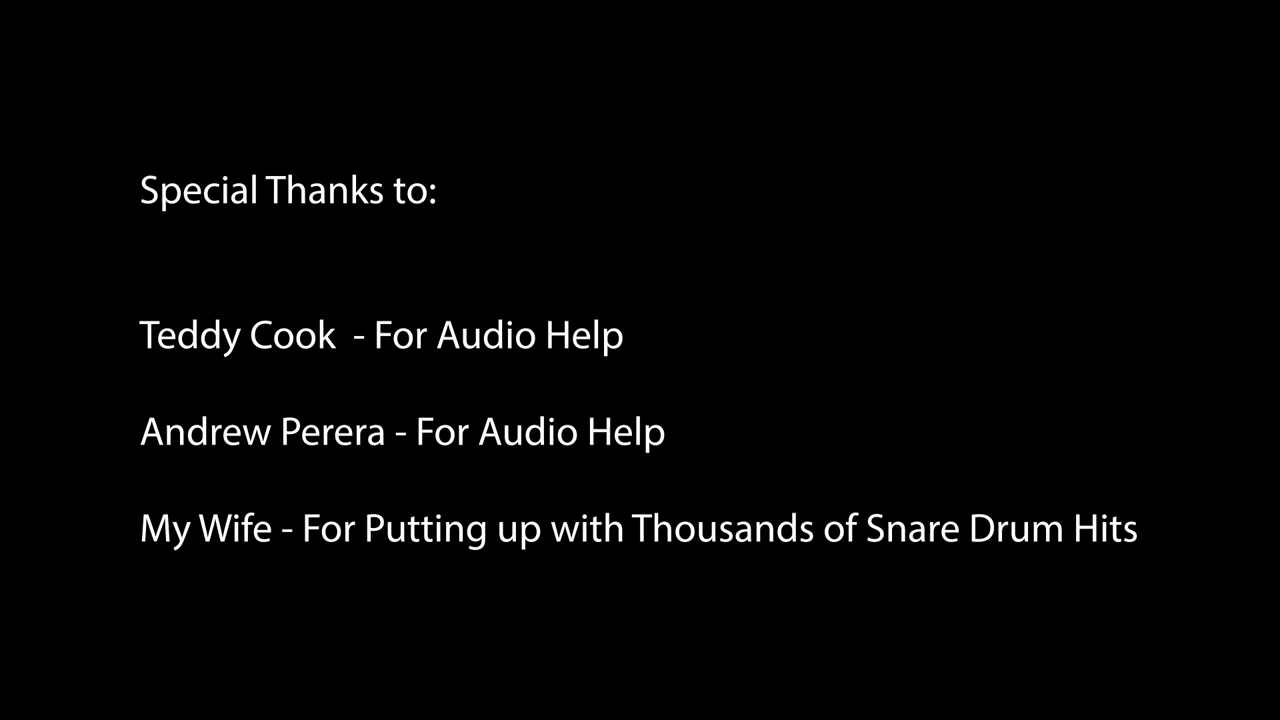 Special Thanks to:
Teddy Cook  - For Audio Help
Andrew Perera - For Audio Help
My Wife - For Putting up with Thousands of Snare Drum Hits